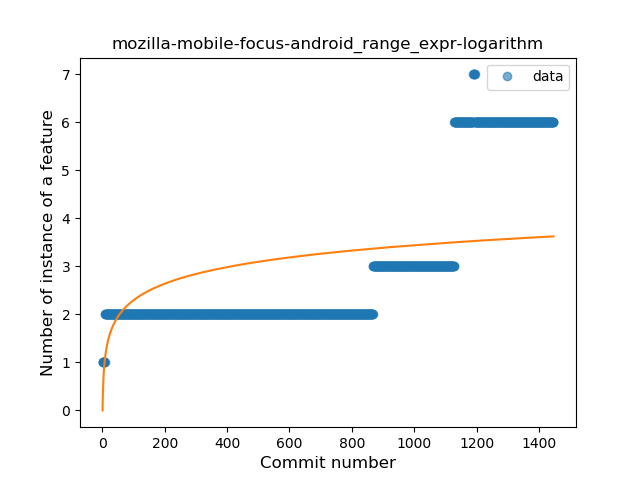 mozilla-mobile-focus-android_range_expr-logarithm
data
Number of instance of a feature
7
6
5
4
3
2
1
0
0 200 400 600 800 1000 1200 1400
Commit number